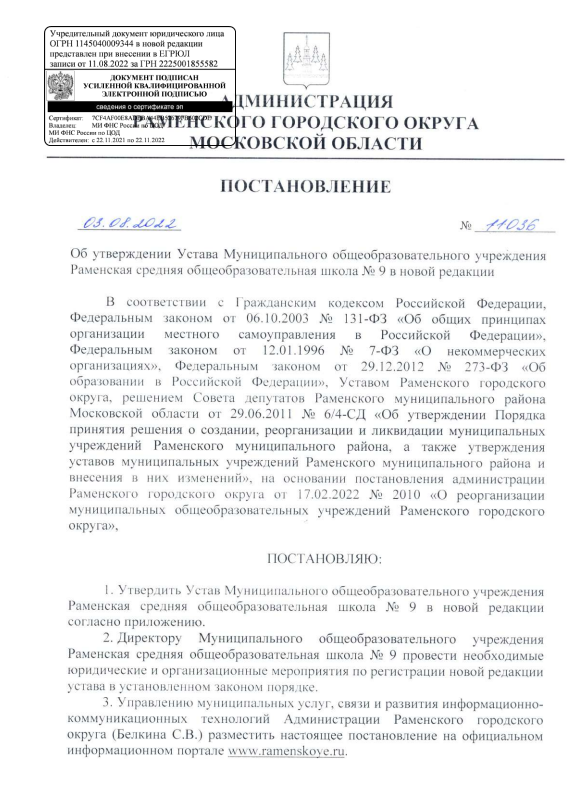 Учредительный документ юридического лица
ОГРН 1145040009344 в новой редакции
представлен при внесении в ЕГРЮЛ
записи от 11.08.2022 за ГРН 2225001855582
ДОКУМЕНТ ПОДПИСАН
УСИЛЕННОЙ КВАЛИФИЦИРОВАННОЙ
ЭЛЕКТРОННОЙ ПОДПИСЬЮ
сведения о сертификате эп
Сертификат:
Владелец: МИ ФНС России по ЦОД
МИ ФНС России по ЦОД
Действителен: с 22.11.2021 по 22.11.2022
АДМИНИСТРАЦИЯ
РАМЕНСКОГО ГОРОДСКОГО ОКРУГА
МОСКОВСКОЙ ОБЛАСТИ
ПОСТАНОВЛЕНИЕ
03.08.2022 № 11036
Об утверждении Устава Муниципального общеобразовательного учреждения
Раменская средняя общеобразовательная школа № 9 в новой редакции
В соответствии с Гражданским кодексом Российской Федерации,
Федеральным законом от 06.10.2003 № 131-ФЗ «Об общих принципах
организации местного самоуправления в Российской Федерации»,
Федеральным законом от 12.01.1996 № 7-ФЗ «О некоммерческих
организациях», Федеральным законом от 29.12.2012 № 273-ФЗ «Об
образовании в Российской Федерации», Уставом Раменского городского
округа, решением Совета депутатов Раменского муниципального района
Московской области от 29.06.2011 № 6/4-СД «Об утверждении Порядка
принятия решения о создании, реорганизации и ликвидации муниципальных
учреждений Раменского муниципального района, а также утверждения
уставов муниципальных учреждений Раменского муниципального района и
внесения в них изменений», на основании постановления администрации
Раменского городского округа от 17.02.2022 № 2010 «О реорганизации
муниципальных общеобразовательных учреждений Раменского городского
округа»,
ПОСТАНОВЛЯЮ:
1. Утвердить Устав Муниципального общеобразовательного учреждения
Раменская средняя общеобразовательная школа № 9 в новой редакции
согласно приложению.
2. Директору Муниципального общеобразовательного учреждения
Раменская средняя общеобразовательная школа № 9 провести необходимые
юридические и организационные мероприятия по регистрации новой редакции
устава в установленном законом порядке.
3. Управлению муниципальных услуг, связи и развития информационно-
коммуникационных технологий Администрации Раменского городского
округа (Белкина С.В.) разместить настоящее постановление на официальном
информационном портале www.ramenskoye.ru.